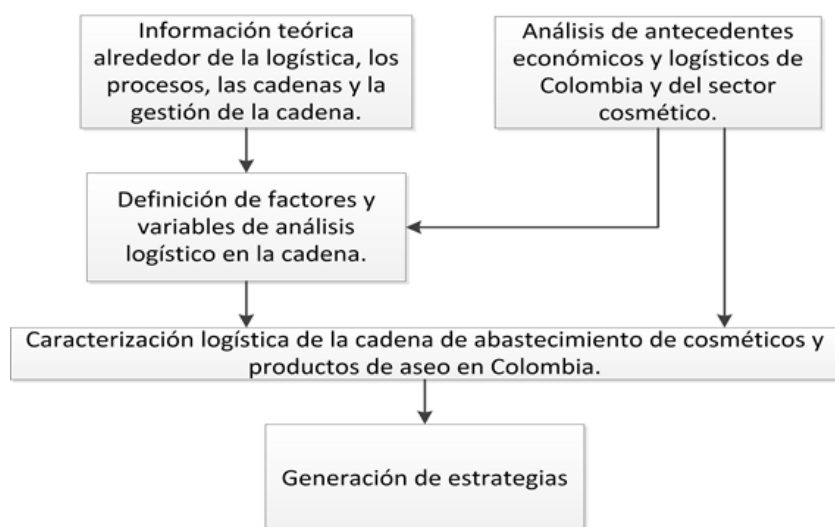 Información teórica
alrededor de la logística, los
procesos, las cadenas y la
gestión de la cadena.
Análisis de antecedentes
económicos y logísticos de
Colombia y del sector
cosmético.
Definición de factores y
variables de análisis
logístico en la cadena.
Caracterización logística de la cadena de abastecimiento de cosméticos y
productos de aseo en Colombia.
Generación de estrategias